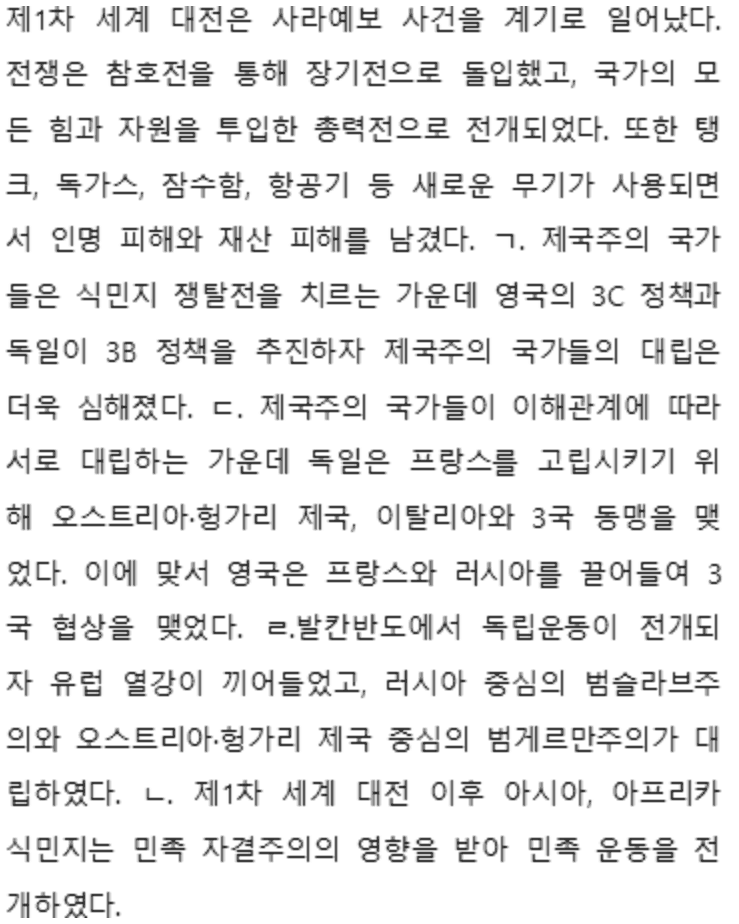 제1차 세계 대전은 사라예보 사건을 계기로 일어났다.
전쟁은 참호전을 통해 장기전으로 돌입했고, 국가의 모
든 힘과 자원을 투입한 총력전으로 전개되었다. 또한 탱
크, 독가스, 잠수함, 항공기 등 새로운 무기가 사용되면
서 인명 피해와 재산 피해를 남겼다. ㄱ. 제국주의 국가
들은 식민지 쟁탈전을 치르는 가운데 영국의 3C 정책과
독일이 3B 정책을 추진하자 제국주의 국가들의 대립은
더욱 심해졌다. ㄷ. 제국주의 국가들이 이해관계에 따라
서로 대립하는 가운데 독일은 프랑스를 고립시키기 위
해 오스트리아·헝가리 제국, 이탈리아와 3국 동맹을 맺
었다. 이에 맞서 영국은 프랑스와 러시아를 끌어들여 3
국 협상을 맺었다. ㄹ.발칸반도에서 독립운동이 전개되
자 유럽 열강이 끼어들었고, 러시아 중심의 범슬라브주
의와 오스트리아·헝가리 제국 중심의 범게르만주의가 대
립하였다. ㄴ. 제1차 세계 대전 이후 아시아, 아프리카
식민지는 민족 자결주의의 영향을 받아 민족 운동을 전
개하였다.